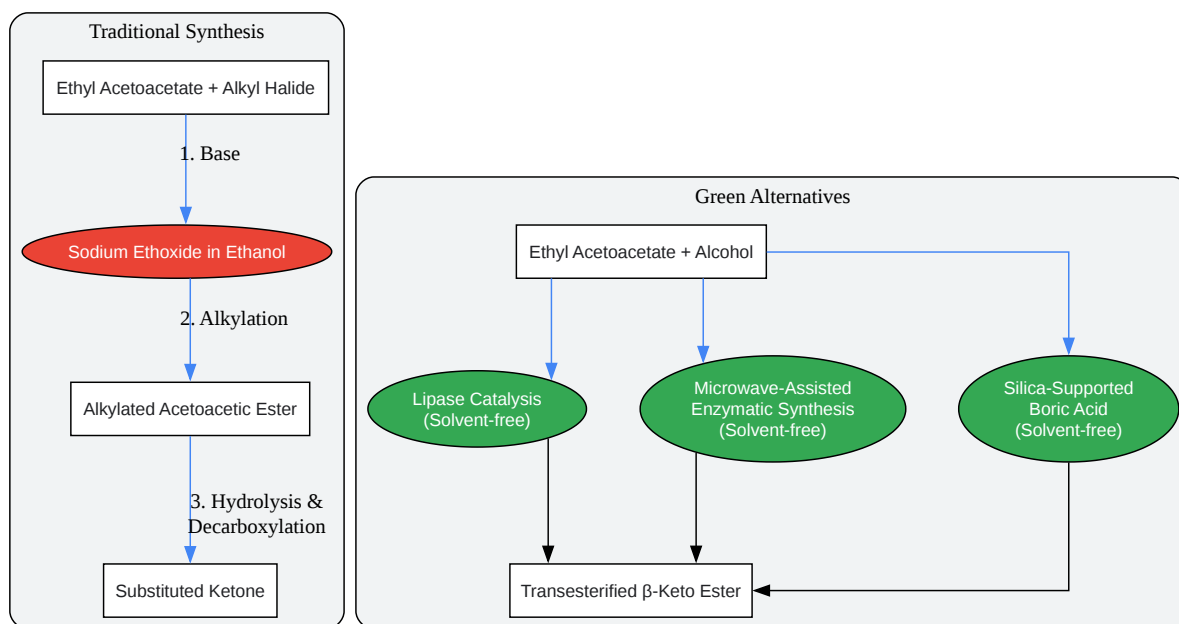 Traditional Synthesis
Ethyl Acetoacetate + Alkyl Halide
1. Base
Sodium Ethoxide in Ethanol
2. Alkylation
Alkylated Acetoacetic Ester
3. Hydrolysis &
Decarboxylation
Substituted Ketone
Green Alternatives
Ethyl Acetoacetate + Alcohol
Lipase Catalysis
(Solvent-free)
Microwave-Assisted
Enzymatic Synthesis
(Solvent-free)
Silica-Supported
Boric Acid
(Solvent-free)
Transesterified β-Keto Ester